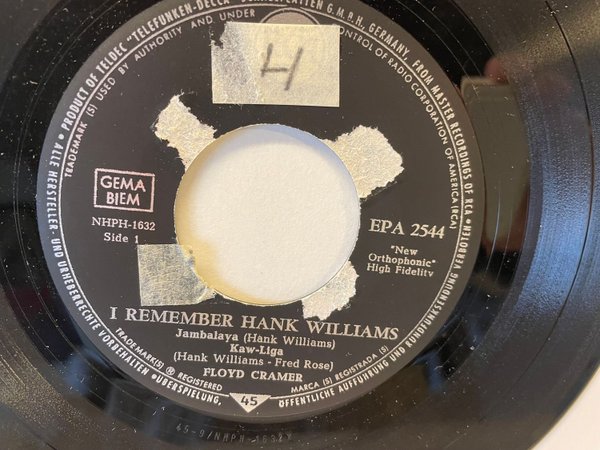 4
PRODUCT OF TELDEC "TELEFUNKEN-DECCA" SCHALLPLATTEN G.M.B.H., GERMANY, FROM MASTER RECORDINGS OF RCA
TRADEMARK (S) USED BY AUTHORITY AND UNDER CONTROL OF RADIO CORPORATION OF AMERICA (RCA)
GEMA
BIEM
NHPH-1632
Side 1
EPA 2544
"New
Orthophonic"
High Fidelity
I REMEMBER HANK WILLIAMS
Jambalaya (Hank Williams)
Kaw-Liga
(Hank Williams - Fred Rose)
FLOYD CRAMER
TRADEMARK(S) ® REGISTERED
MARCA (S) REGISTRADA (S)
45
• ALLE HERSTELLER- UND URHEBERRECHTE VORBEHALTEN • ÜBERSPIELUNG, ÖFFENTLICHE AUFFÜHRUNG UND RUNDFUNKSENDUNG VERBOTEN •